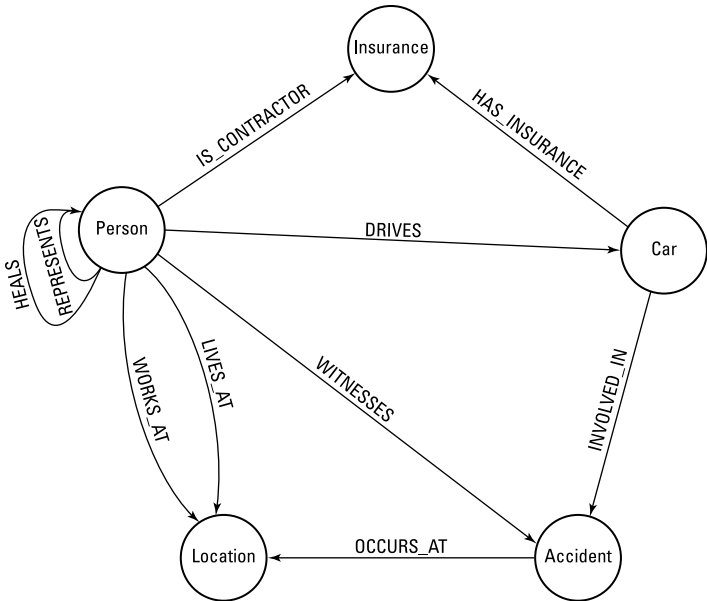 Insurance
IS_CONTRACTOR
HAS_INSURANCE
Person
DRIVES
Car
HEALS
REPRESENTS
WORKS_AT
LIVES_AT
WITNESSES
INVOLVED_IN
Location
OCCURS_AT
Accident